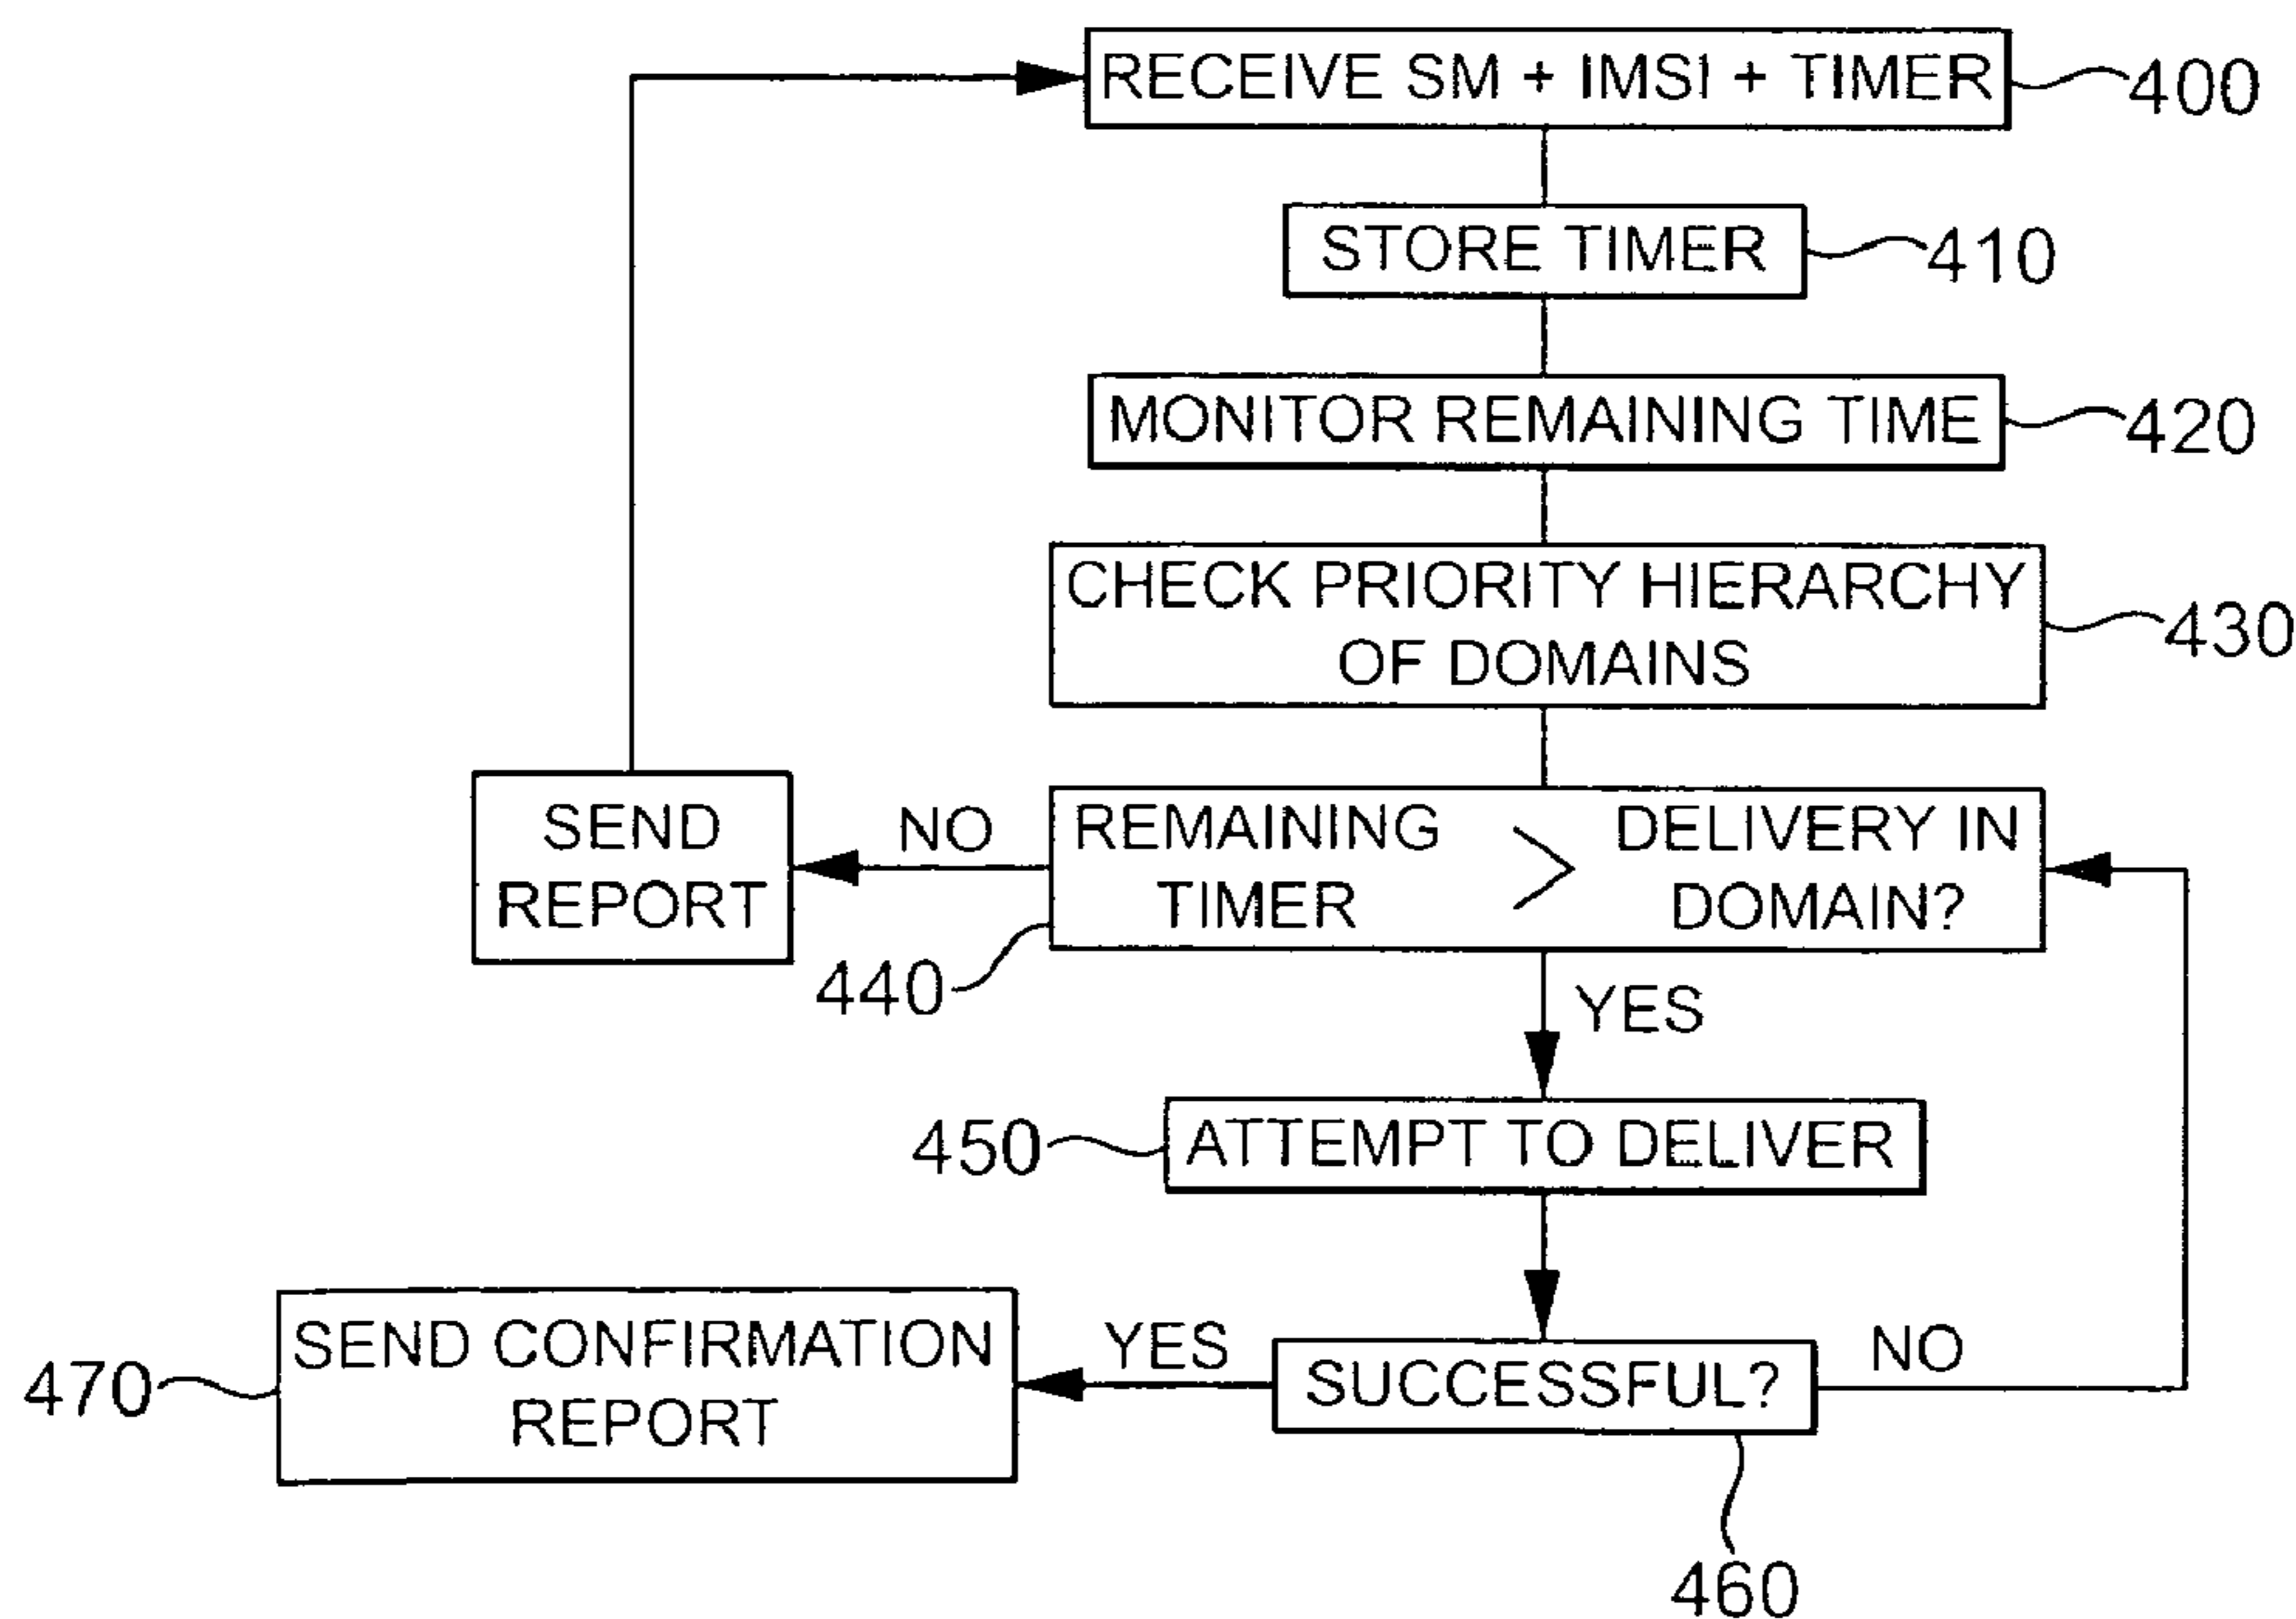 RECEIVE SM + IMSI + TIMER
400
STORE TIMER
410
MONITOR REMAINING TIME
420
CHECK PRIORITY HIERARCHY
OF DOMAINS
430
SEND
REPORT
NO
REMAINING
TIMER
>
DELIVERY IN
DOMAIN?
440
YES
450
ATTEMPT TO DELIVER
SEND CONFIRMATION
REPORT
470
YES
SUCCESSFUL?
NO
460